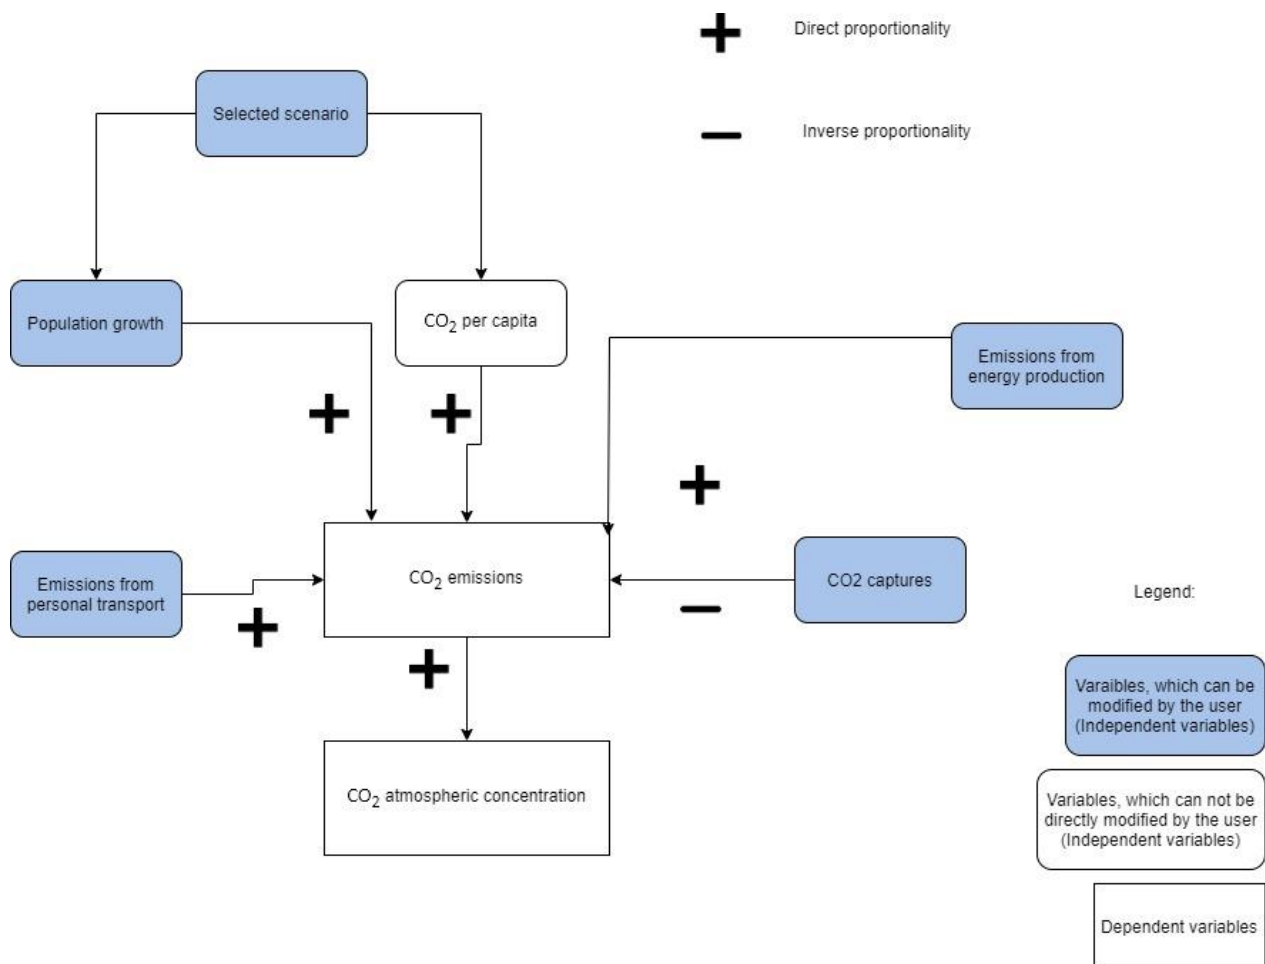 Direct proportionality
Selected scenario
Inverse proportionality
Population growth
CO₂ per capita
Emissions from
energy production
Emissions from
personal transport
CO₂ emissions
CO2 captures
Legend:
Varaibles, which can be
modified by the user
(Independent variables)
CO₂ atmospheric concentration
Variables, which can not be
directly modified by the user
(Independent variables)
Dependent variables